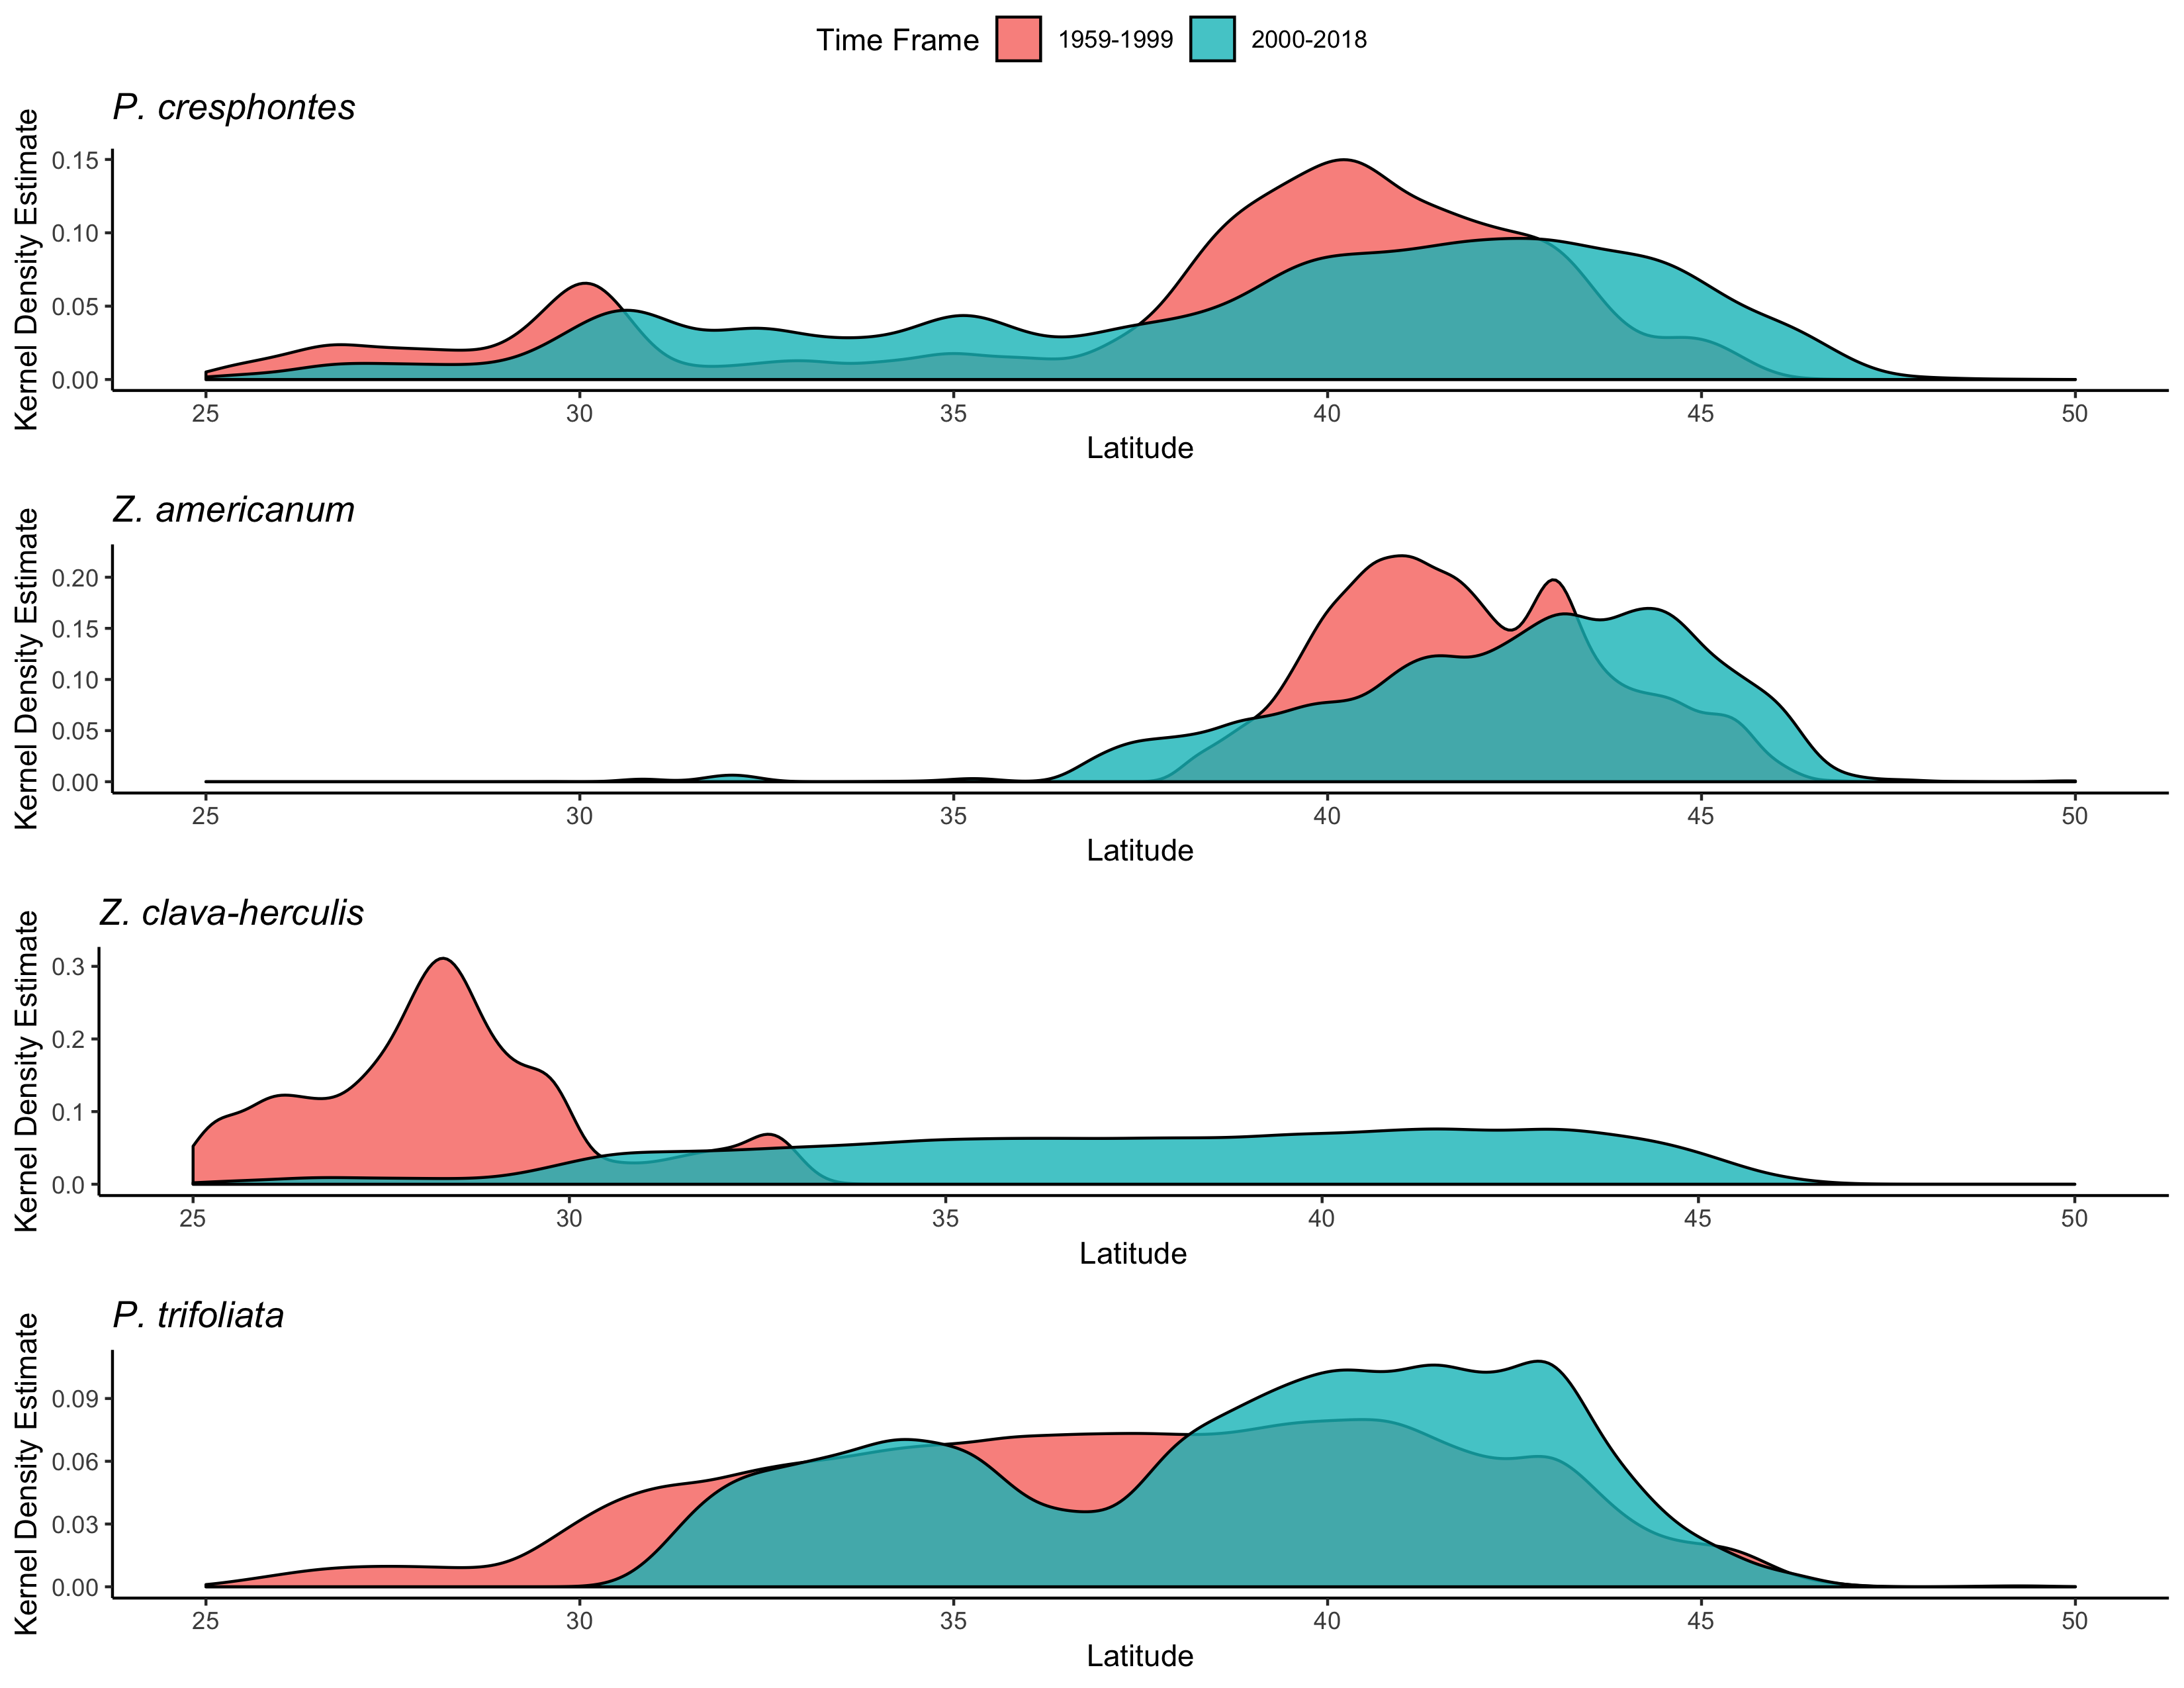 Time Frame 1959-1999 2000-2018
P. cresphontes
Kernel Density Estimate
0.15
0.10
0.05
0.00
25 30 35 40 45 50
Latitude
Z. americanum
Kernel Density Estimate
0.20
0.15
0.10
0.05
0.00
25 30 35 40 45 50
Latitude
Z. clava-herculis
Kernel Density Estimate
0.3
0.2
0.1
0.0
25 30 35 40 45 50
Latitude
P. trifoliata
Kernel Density Estimate
0.09
0.06
0.03
0.00
25 30 35 40 45 50
Latitude